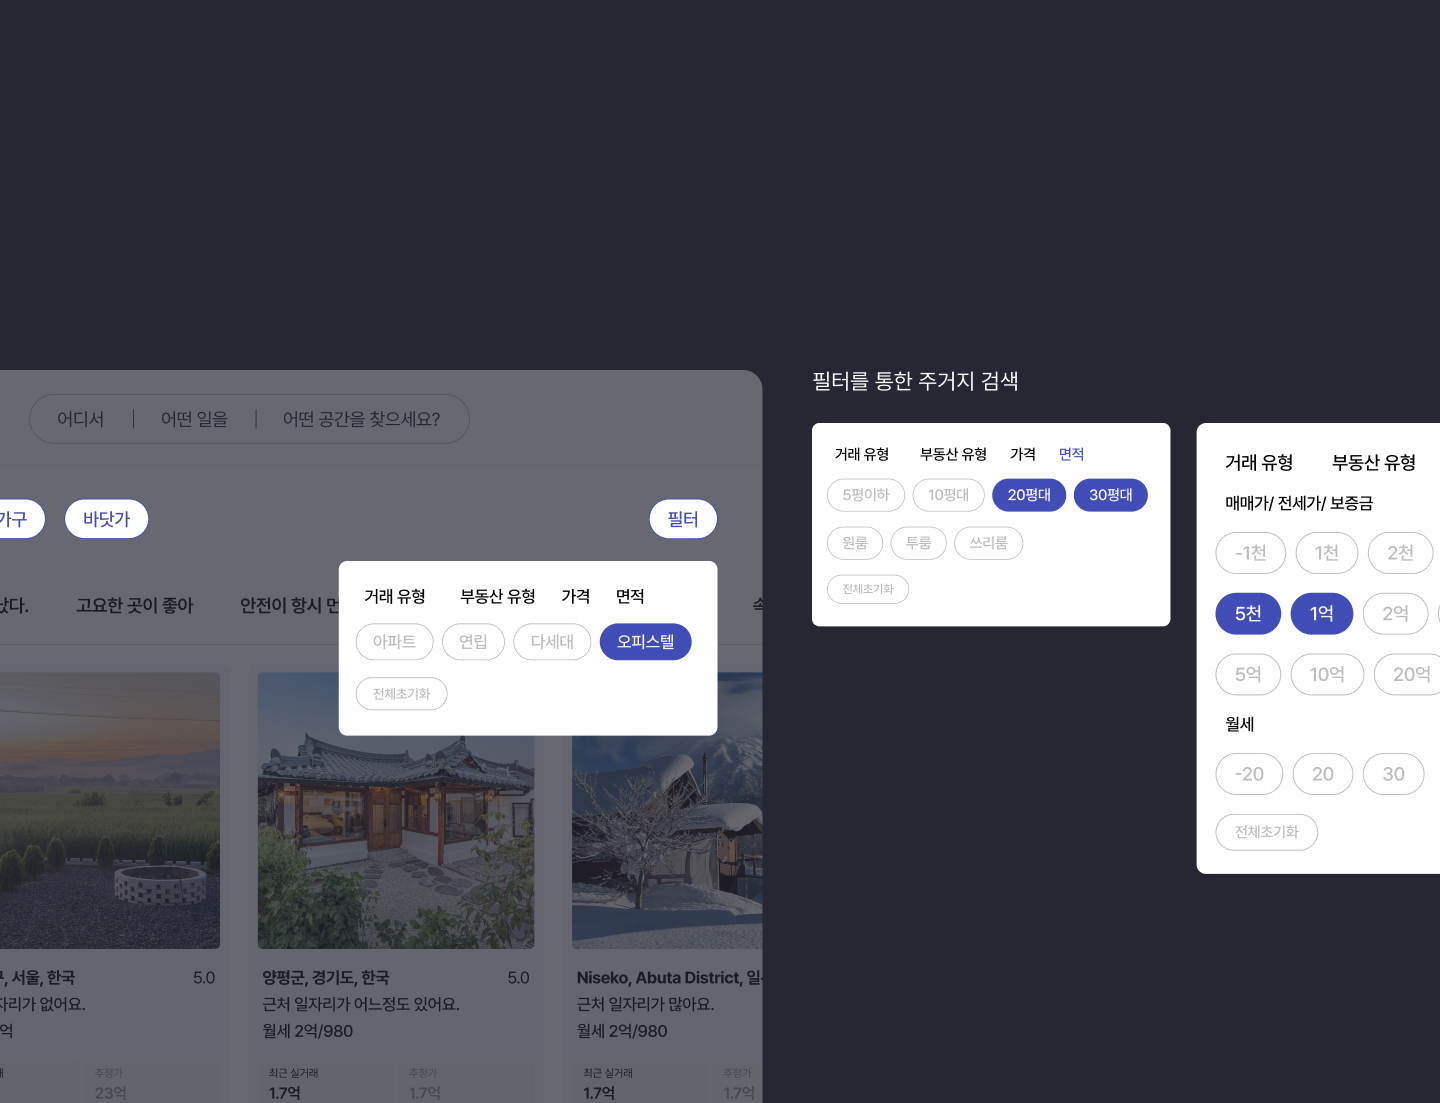 어디서
어떤 일을
어떤 공간을 찾으세요?
가구
바닷가
필터
났다.
고요한 곳이 좋아
안전이 항시 먼
속
거래 유형 부동산 유형 가격 면적
아파트 연립 다세대 오피스텔
전체초기화
구, 서울, 한국 5.0
자리가 없어요.
억
래 추정가
23억
양평군, 경기도, 한국 5.0
근처 일자리가 어느정도 있어요.
월세 2억/980
최근 실거래 추정가
1.7억 1.7억
Niseko, Abuta District, 일
근처 일자리가 많아요.
월세 2억/980
최근 실거래 추정가
1.7억 1.7억
필터를 통한 주거지 검색
거래 유형 부동산 유형 가격 면적
5평이하 10평대 20평대 30평대
원룸 투룸 쓰리룸
전체초기화
거래 유형 부동산 유형
매매가/ 전세가/ 보증금
-1천 1천 2천
5천 1억 2억
5억 10억 20억
월세
-20 20 30
전체초기화